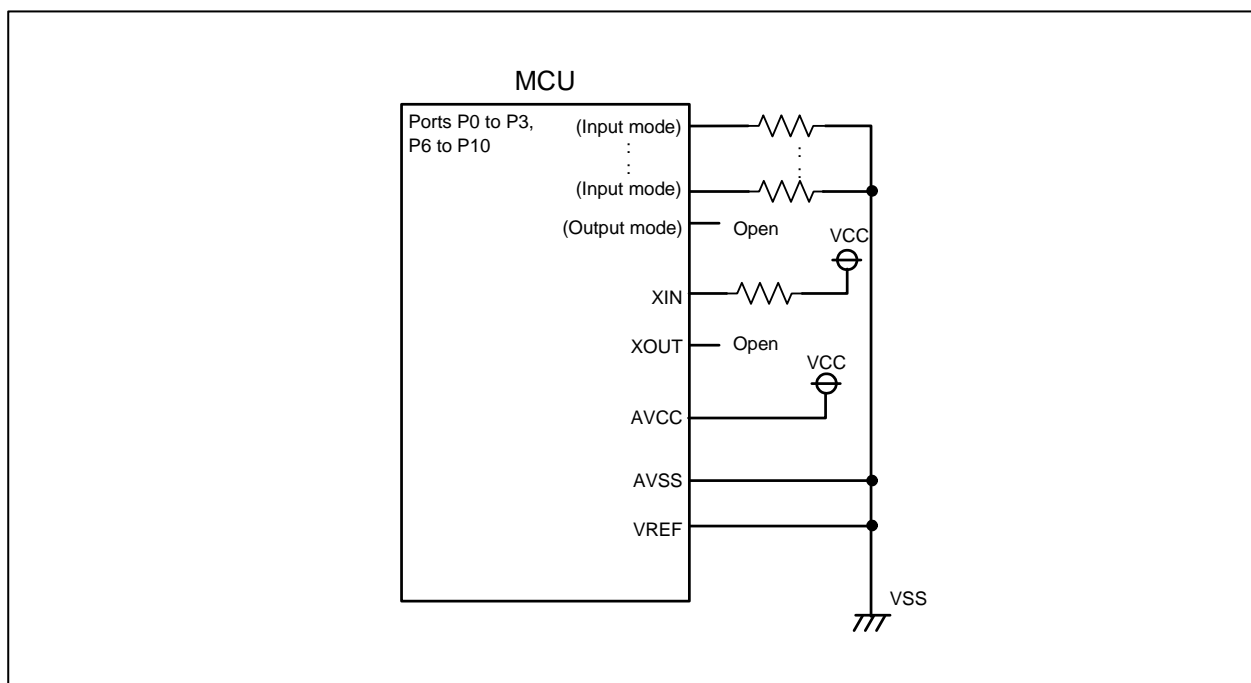 MCU
Ports P0 to P3,
P6 to P10
(Input mode)
(Input mode)
(Output mode)
Open
VCC
XIN
XOUT
Open
VCC
AVCC
AVSS
VREF
VSS